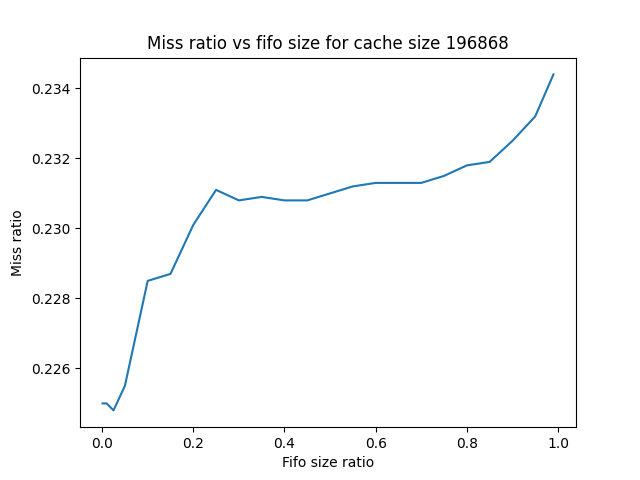 Miss ratio vs fifo size for cache size 196868
0.234
0.232
0.230
0.228
0.226
Miss ratio
0.0 0.2 0.4 0.6 0.8 1.0
Fifo size ratio